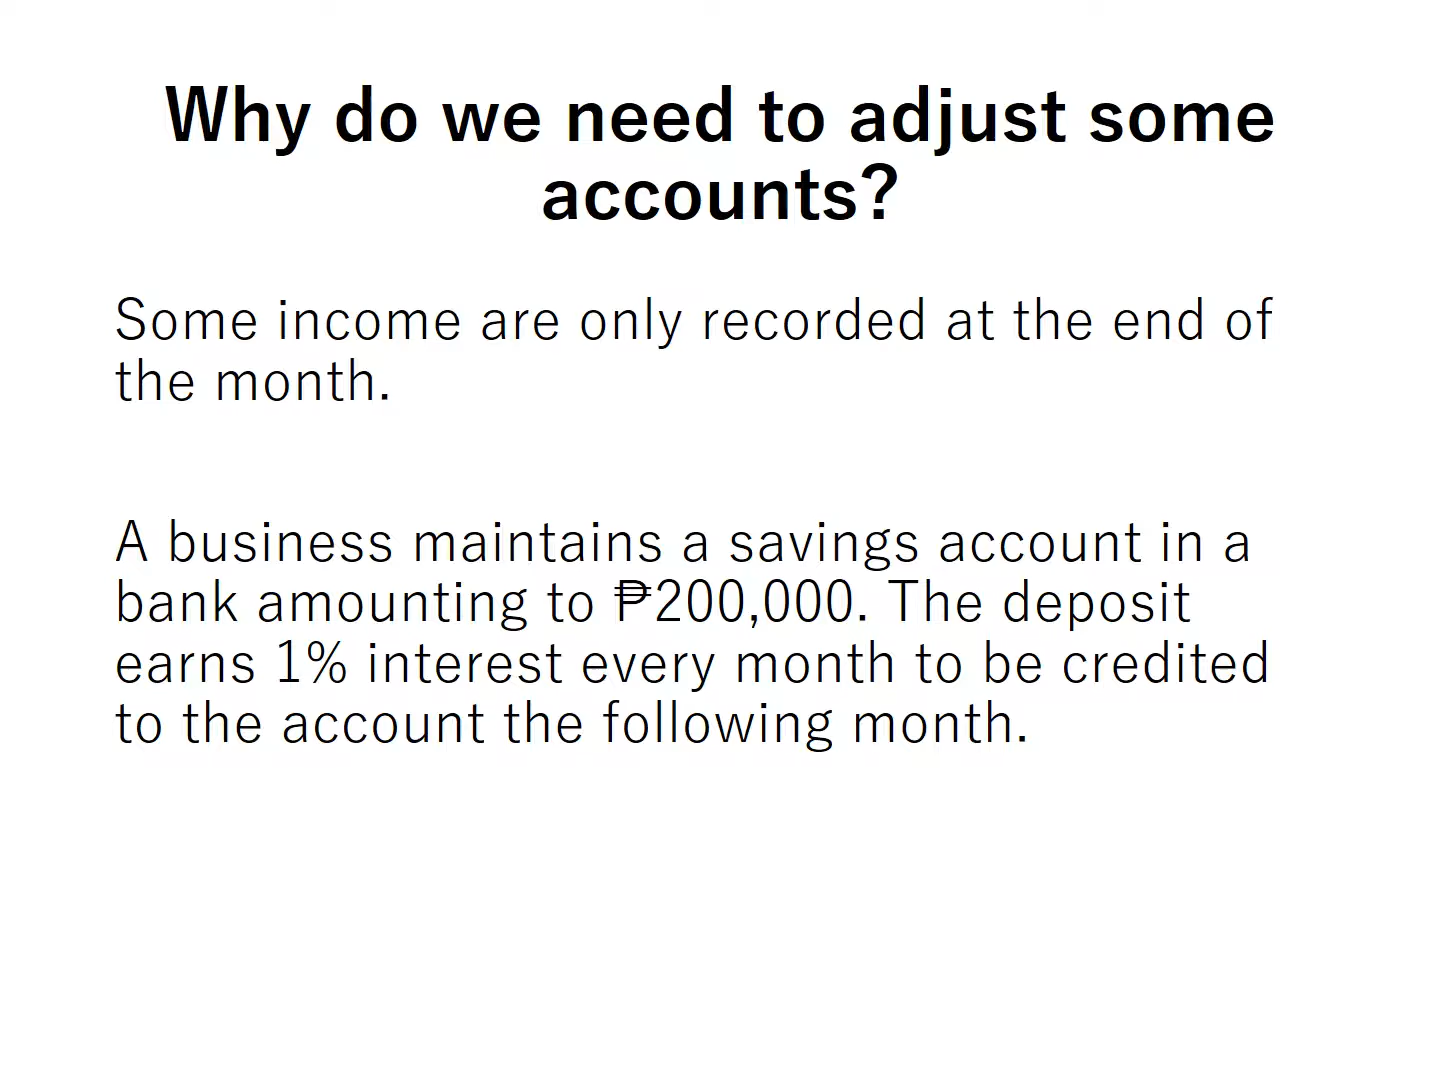 Why do we need to adjust some
accounts?
Some income are only recorded at the end of
the month.
A business maintains a savings account in a
bank amounting to ₱200,000. The deposit
earns 1% interest every month to be credited
to the account the following month.